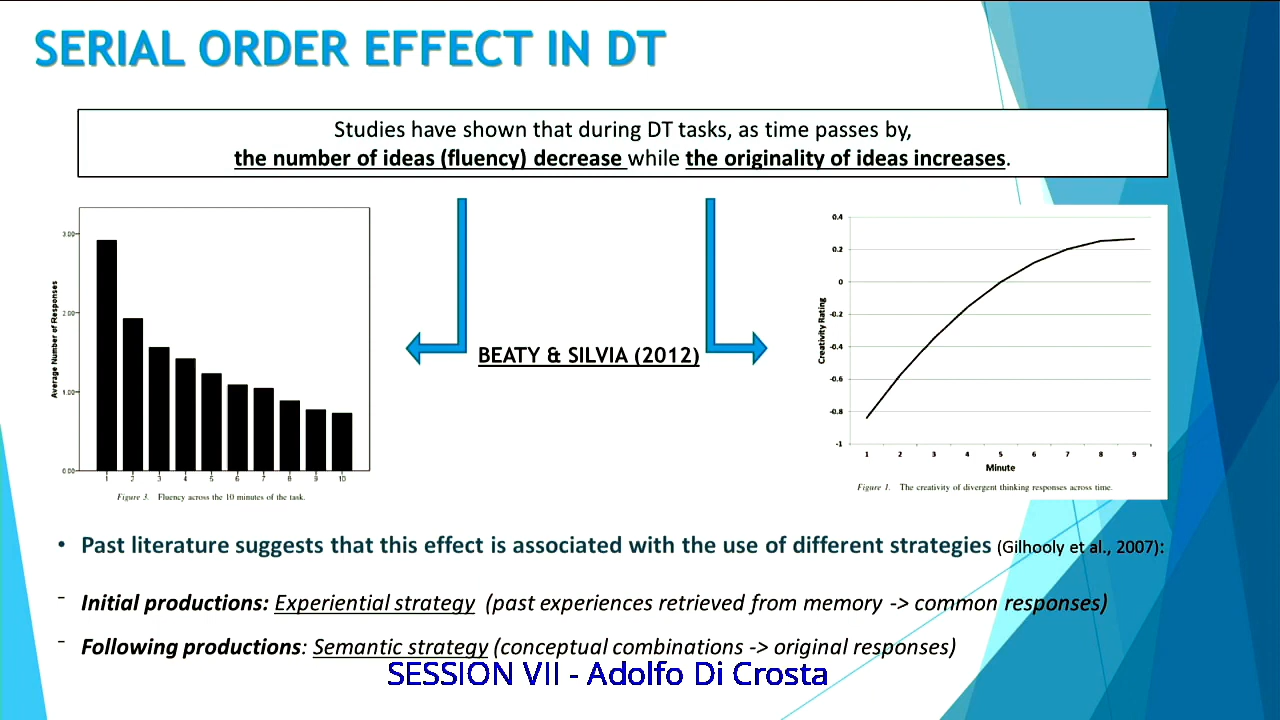 SERIAL ORDER EFFECT IN DT
Studies have shown that during DT tasks, as time passes by,
the number of ideas (fluency) decrease while the originality of ideas increases.
3.00
2.00
1.00
0.00
Average Number of Responses
1 2 3 4 5 6 7 8 9 10
Figure 3. Fluency across the 10 minutes of the task.
BEATY & SILVIA (2012)
0.4
0.2
0
-0.2
-0.4
-0.6
-0.8
-1
Creativity Rating
1 2 3 4 5 6 7 8 9
Minute
Figure 1. The creativity of divergent thinking responses across time.
• Past literature suggests that this effect is associated with the use of different strategies (Gilhooly et al., 2007):
- Initial productions: Experiential strategy (past experiences retrieved from memory -> common responses)
- Following productions: Semantic strategy (conceptual combinations -> original responses)
SESSION VII - Adolfo Di Crosta